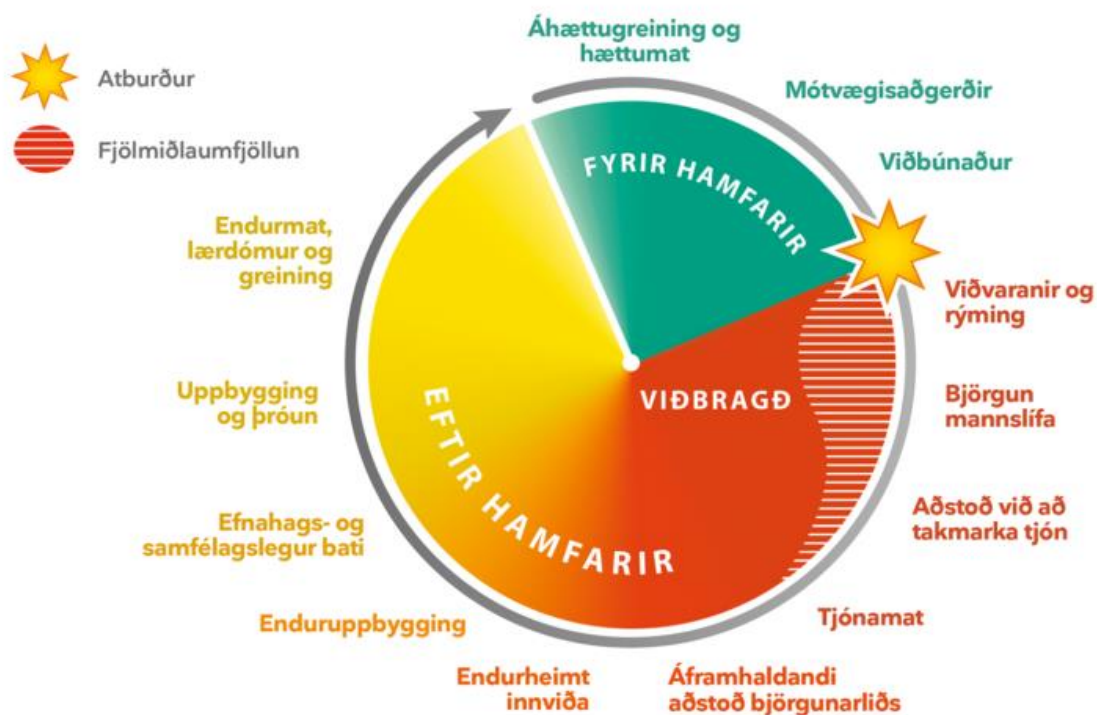 Atburður
Fjölmiðlaumfjöllun
Áhættugreining og
hættumat
Mótvægisaðgerðir
Viðbúnaður
Viðvaranir og
rýming
Björgun
mannslífa
Aðstoð við að
takmarka tjón
Tjónamat
Áframhaldandi
aðstoð björgunarliðs
Endurheimt
innviða
Enduruppbygging
Efnahags- og
samfélagslegur bati
Uppbygging
og þróun
Endurmat,
lærdómur og
greining
FYRIR HAMFARIR
VIÐBRAGÐ
EFTIR HAMFARIR